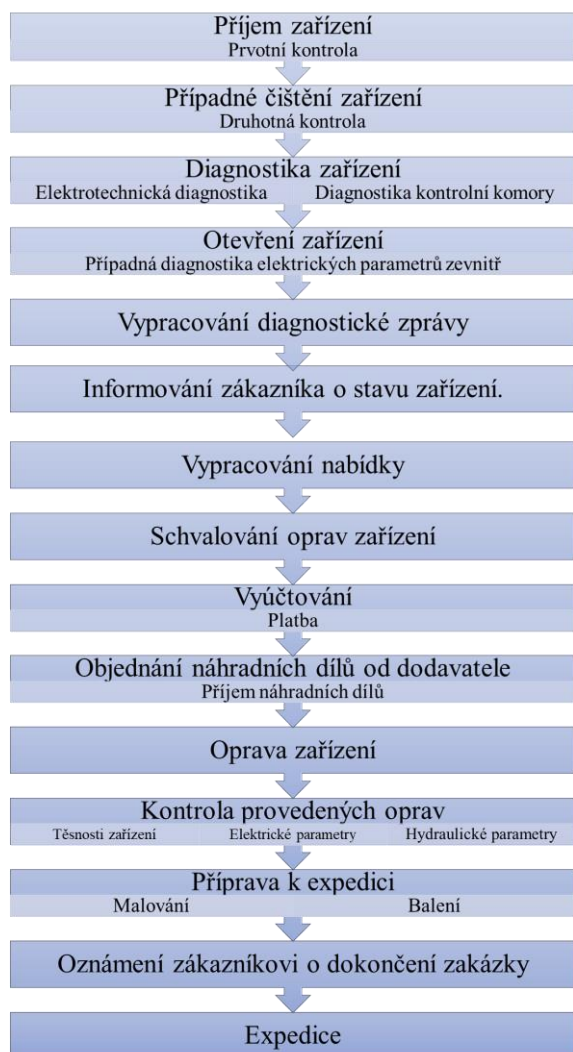 Příjem zařízení
Prvotní kontrola
Případné čištění zařízení
Druhotná kontrola
Diagnostika zařízení
Elektrotechnická diagnostika Diagnostika kontrolní komory
Otevření zařízení
Případná diagnostika elektrických parametrů zevnitř
Vypracování diagnostické zprávy
Informování zákazníka o stavu zařízení.
Vypracování nabídky
Schvalování oprav zařízení
Vyúčtování
Platba
Objednání náhradních dílů od dodavatele
Příjem náhradních dílů
Oprava zařízení
Kontrola provedených oprav
Těsnosti zařízení Elektrické parametry Hydraulické parametry
Příprava k expedici
Malování Balení
Oznámení zákazníkovi o dokončení zakázky
Expedice